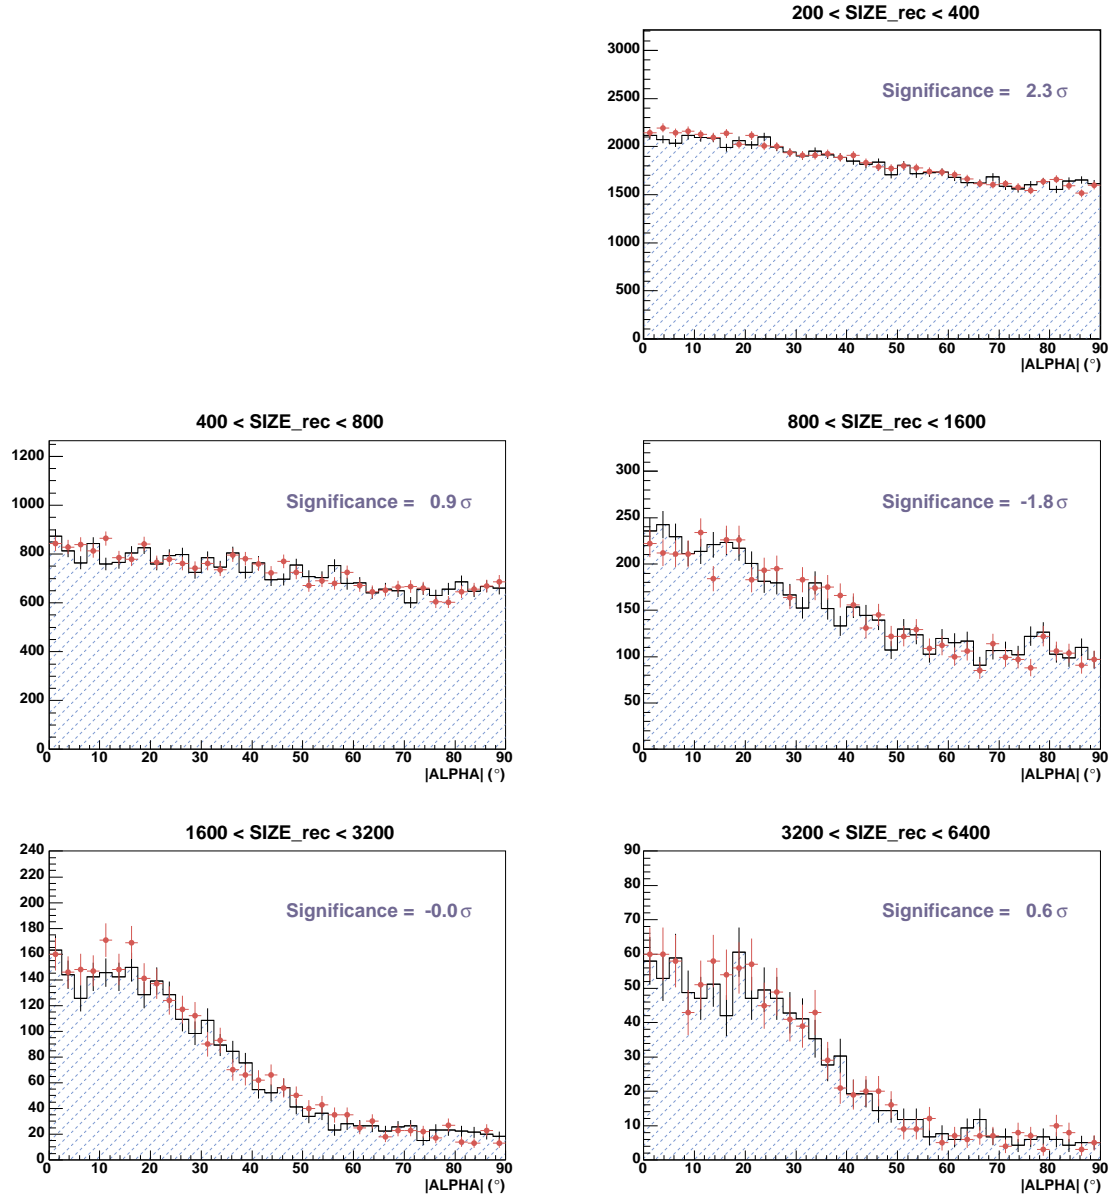 200 < SIZE_rec < 400
3000
2500
2000
1500
1000
500
0
Significance = 2.3 σ
0 10 20 30 40 50 60 70 80 90
|ALPHA| (°)
400 < SIZE_rec < 800
1200
1000
800
600
400
200
0
Significance = 0.9 σ
0 10 20 30 40 50 60 70 80 90
|ALPHA| (°)
800 < SIZE_rec < 1600
300
250
200
150
100
50
0
Significance = -1.8 σ
0 10 20 30 40 50 60 70 80 90
|ALPHA| (°)
1600 < SIZE_rec < 3200
240
220
200
180
160
140
120
100
80
60
40
20
0
Significance = -0.0 σ
0 10 20 30 40 50 60 70 80 90
|ALPHA| (°)
3200 < SIZE_rec < 6400
90
80
70
60
50
40
30
20
10
0
Significance = 0.6 σ
0 10 20 30 40 50 60 70 80 90
|ALPHA| (°)